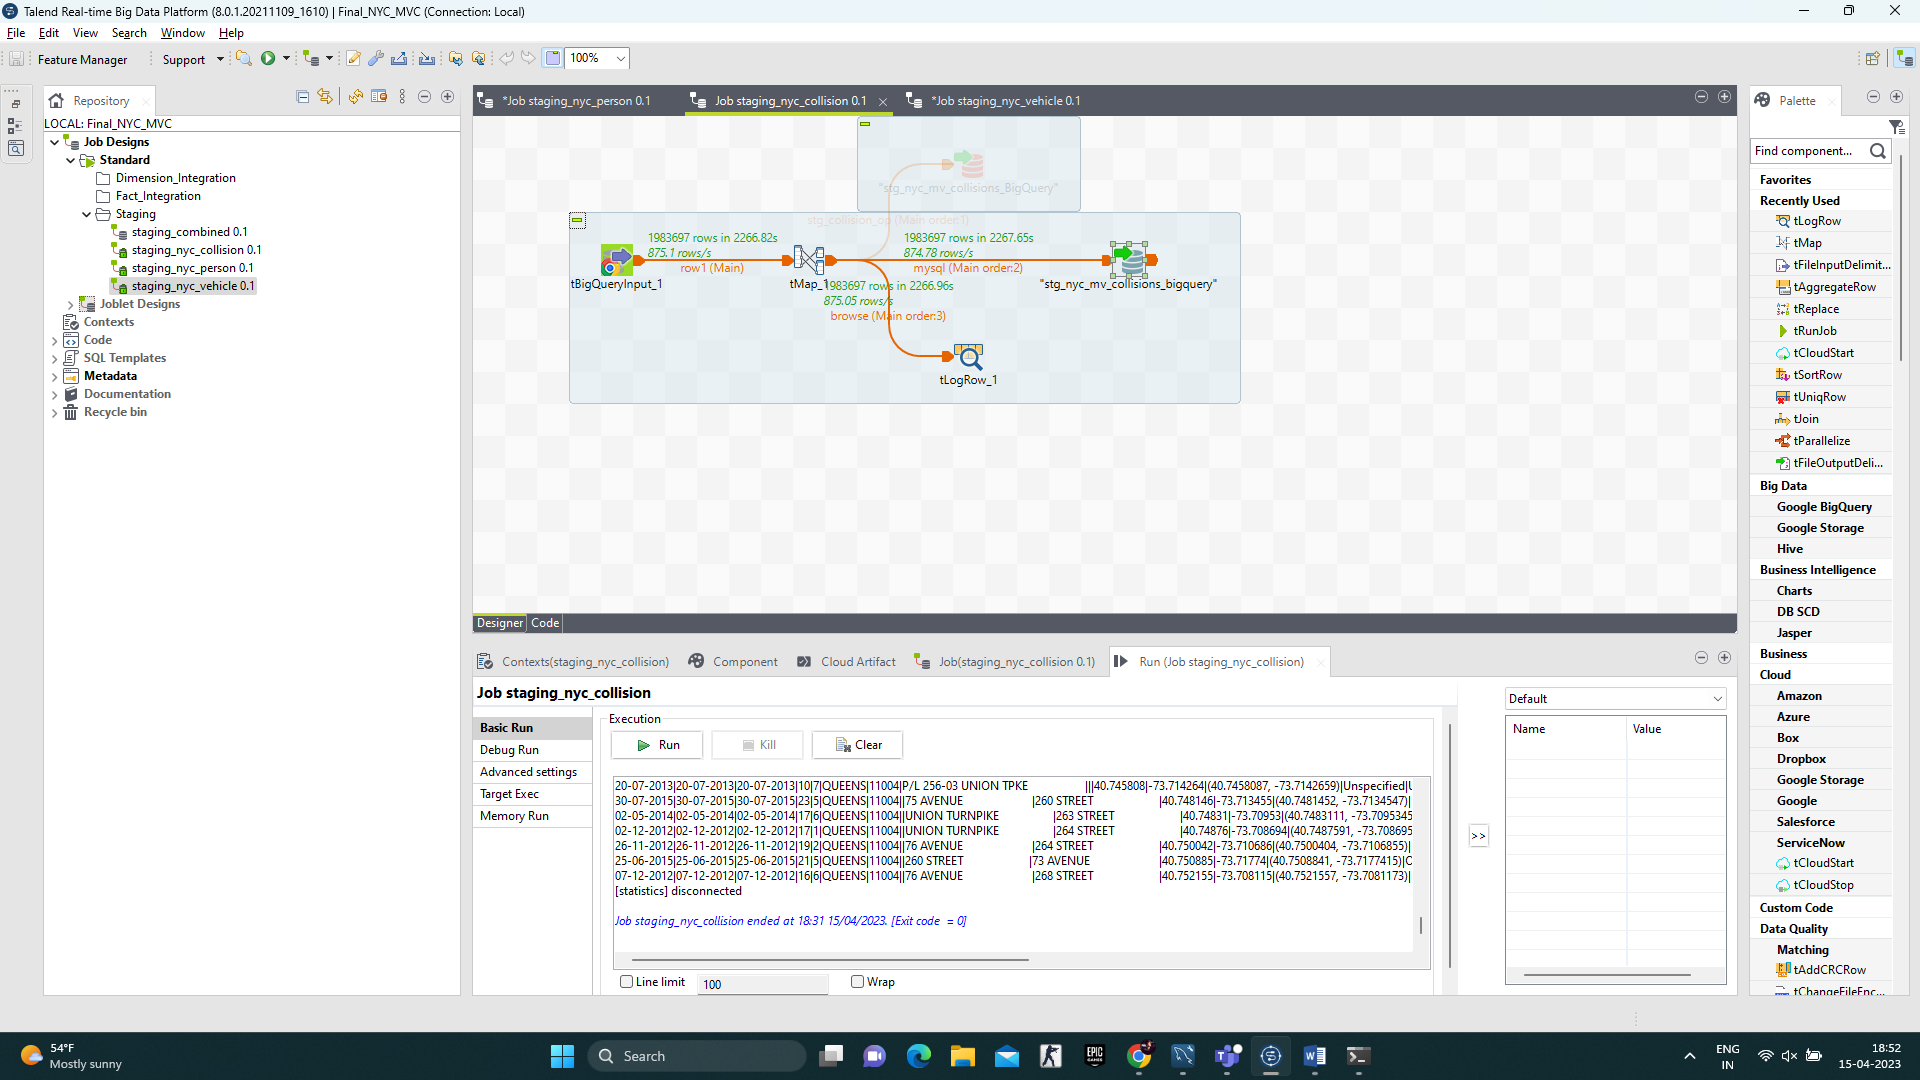 Talend Real-time Big Data Platform (8.0.1.20211109_1610) | Final_NYC_MVC (Connection: Local)
File Edit View Search Window Help
Feature Manager Support 100%
Repository
LOCAL: Final_NYC_MVC
Job Designs
Standard
Dimension_Integration
Fact_Integration
Staging
staging_combined 0.1
staging_nyc_collision 0.1
staging_nyc_person 0.1
staging_nyc_vehicle 0.1
Joblet Designs
Contexts
Code
SQL Templates
Metadata
Documentation
Recycle bin
*Job staging_nyc_person 0.1 Job staging_nyc_collision 0.1 *Job staging_nyc_vehicle 0.1
"stg_nyc_mv_collisions_BigQuery"
stg_collision_op (Main order:1)
1983697 rows in 2266.82s
875.1 rows/s
row1 (Main)
1983697 rows in 2267.65s
874.78 rows/s
mysql (Main order:2)
tBigQueryInput_1
tMap_1
"stg_nyc_mv_collisions_bigquery"
1983697 rows in 2266.96s
875.05 rows/s
browse (Main order:3)
tLogRow_1
Designer Code
Contexts(staging_nyc_collision) Component Cloud Artifact Job(staging_nyc_collision 0.1) Run (Job staging_nyc_collision)
Job staging_nyc_collision
Basic Run
Debug Run
Advanced settings
Target Exec
Memory Run
Execution
Run Kill Clear
20-07-2013|20-07-2013|20-07-2013|10|7|QUEENS|11004|P/L 256-03 UNION TPKE |||40.745808|-73.714264|(40.7458087, -73.7142659)|Unspecified|U
30-07-2015|30-07-2015|30-07-2015|23|5|QUEENS|11004||75 AVENUE |260 STREET |40.748146|-73.713455|(40.7481452, -73.7134547)|
02-05-2014|02-05-2014|02-05-2014|17|6|QUEENS|11004||UNION TURNPIKE |263 STREET |40.74831|-73.70953|(40.7483111, -73.7095345
02-12-2012|02-12-2012|02-12-2012|17|1|QUEENS|11004||UNION TURNPIKE |264 STREET |40.74876|-73.708694|(40.7487591, -73.708695
26-11-2012|26-11-2012|26-11-2012|19|2|QUEENS|11004||76 AVENUE |264 STREET |40.750042|-73.710686|(40.7500404, -73.7106855)|
25-06-2015|25-06-2015|25-06-2015|21|5|QUEENS|11004||260 STREET |73 AVENUE |40.750885|-73.71774|(40.7508841, -73.7177415)|O
07-12-2012|07-12-2012|07-12-2012|16|6|QUEENS|11004||76 AVENUE |268 STREET |40.752155|-73.708115|(40.7521557, -73.7081173)|
[statistics] disconnected
Job staging_nyc_collision ended at 18:31 15/04/2023. [Exit code = 0]
Line limit 100 Wrap
>>
Default
Name Value
Palette
Find component...
Favorites
Recently Used
tLogRow
tMap
tFileInputDelimit...
tAggregateRow
tReplace
tRunJob
tCloudStart
tSortRow
tUniqRow
tJoin
tParallelize
tFileOutputDeli...
Big Data
Google BigQuery
Google Storage
Hive
Business Intelligence
Charts
DB SCD
Jasper
Business
Cloud
Amazon
Azure
Box
Dropbox
Google Storage
Google
Salesforce
ServiceNow
tCloudStart
tCloudStop
Custom Code
Data Quality
Matching
tAddCRCRow
tChangeFileEnc...
54°F
Mostly sunny
Search
EPIC
GAMES
ENG
IN
18:52
15-04-2023